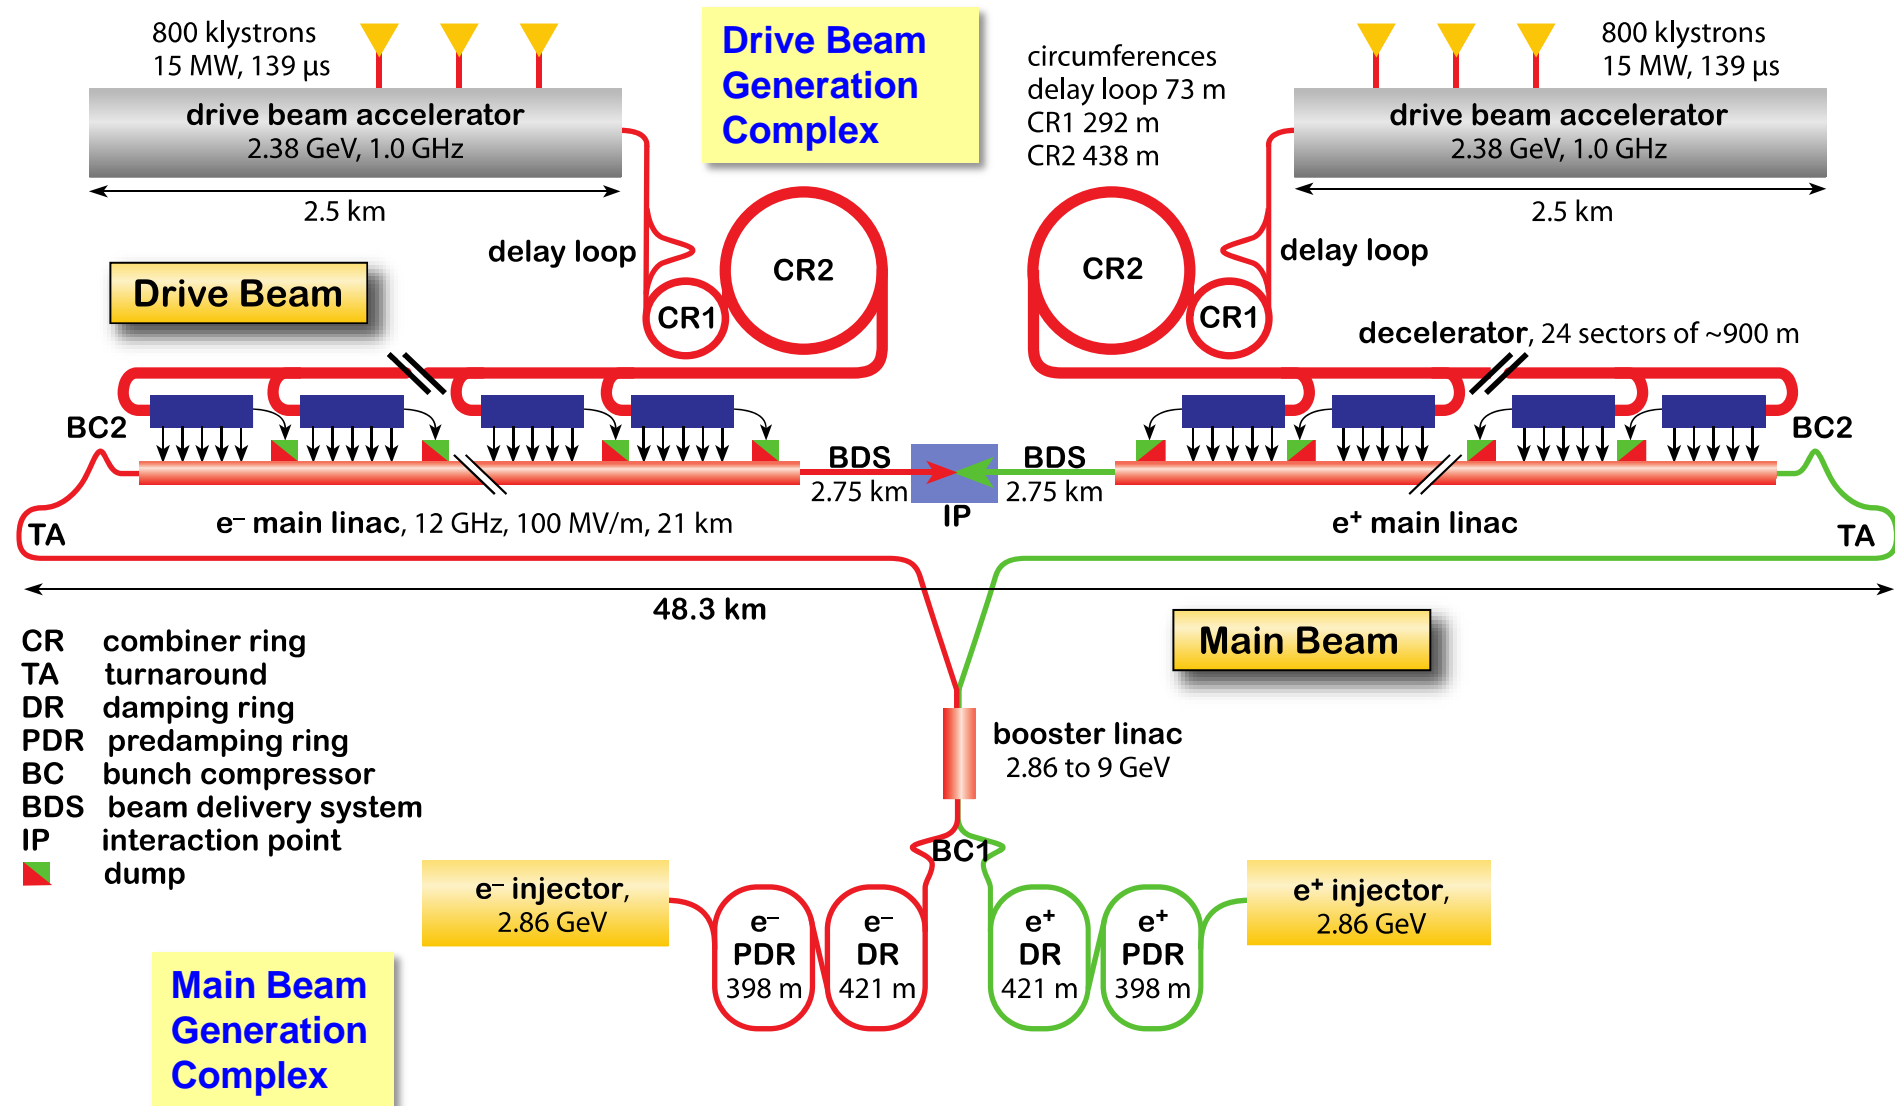 800 klystrons
15 MW, 139 µs
drive beam accelerator
2.38 GeV, 1.0 GHz
2.5 km
Drive Beam
Generation
Complex
circumferences
delay loop 73 m
CR1 292 m
CR2 438 m
800 klystrons
15 MW, 139 µs
drive beam accelerator
2.38 GeV, 1.0 GHz
2.5 km
delay loop
CR1
CR2
CR2
CR1
delay loop
Drive Beam
decelerator, 24 sectors of ~900 m
BC2
BC2
BDS
2.75 km
IP
BDS
2.75 km
TA
e– main linac, 12 GHz, 100 MV/m, 21 km
e+ main linac
TA
48.3 km
Main Beam
CR combiner ring
TA turnaround
DR damping ring
PDR predamping ring
BC bunch compressor
BDS beam delivery system
IP interaction point
dump
booster linac
2.86 to 9 GeV
BC1
e– injector,
2.86 GeV
e–
PDR
398 m
e–
DR
421 m
e+
DR
421 m
e+
PDR
398 m
e+ injector,
2.86 GeV
Main Beam
Generation
Complex